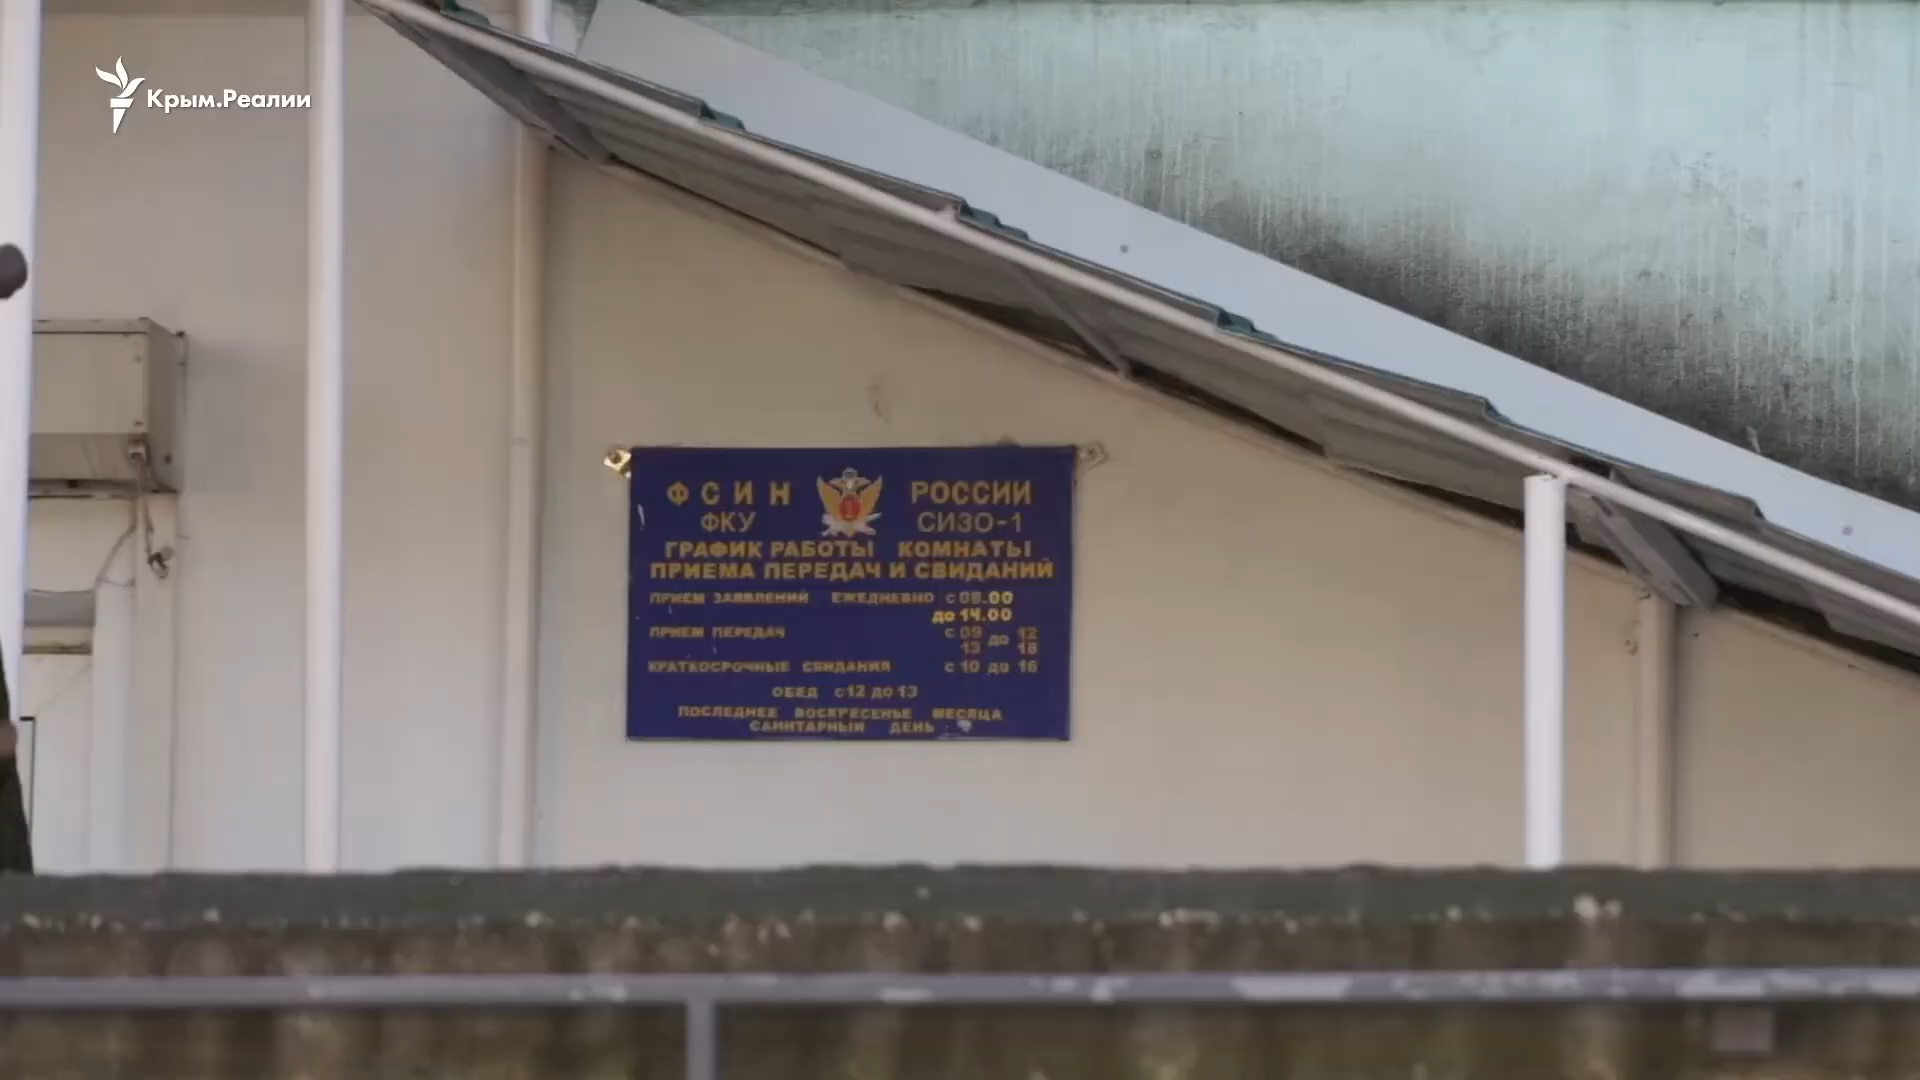 Крым.Реалии
ФСИН РОССИИ
ФКУ СИЗО-1
ГРАФИК РАБОТЫ КОМНАТЫ
ПРИЕМА ПЕРЕДАЧ И СВИДАНИЙ
ПРИЕМ ЗАЯВЛЕНИЙ ЕЖЕДНЕВНО с 08.00
до 14.00
ПРИЕМ ПЕРЕДАЧ с 09 до 12
13 16
КРАТКОСРОЧНЫЕ СВИДАНИЯ с 10 до 16
ОБЕД с 12 до 13
ПОСЛЕДНЕЕ ВОСКРЕСЕНЬЕ МЕСЯЦА
САНИТАРНЫЙ ДЕНЬ